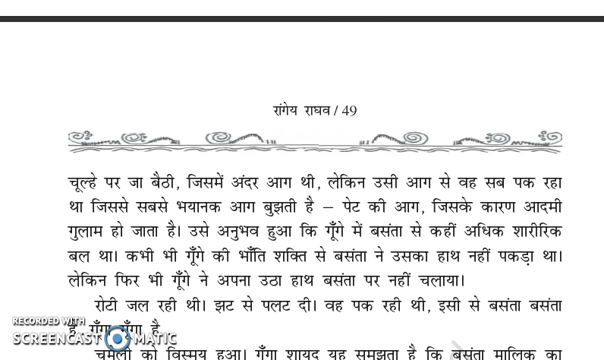 रांगेय राघव / 49
चूल्हे पर जा बैठी, जिसमें अंदर आग थी, लेकिन उसी आग से वह सब पक रहा
था जिससे सबसे भयानक आग बुझती है – पेट की आग, जिसके कारण आदमी
गुलाम हो जाता है। उसे अनुभव हुआ कि गूँगे में बसंता से कहीं अधिक शारीरिक
बल था। कभी भी गूँगे की भाँति शक्ति से बसंता ने उसका हाथ नहीं पकड़ा था।
लेकिन फिर भी गूँगे ने अपना उठा हाथ बसंता पर नहीं चलाया।
रोटी जल रही थी। झट से पलट दी। वह पक रही थी, इसी से बसंता बसंता
है, गूँगा गूँगा है
RECORDED WITH
SCREENCAST MATIC
चमेली को विस्मय हुआ। गूँगा शायद यह समझता है कि बसंता मालिक का